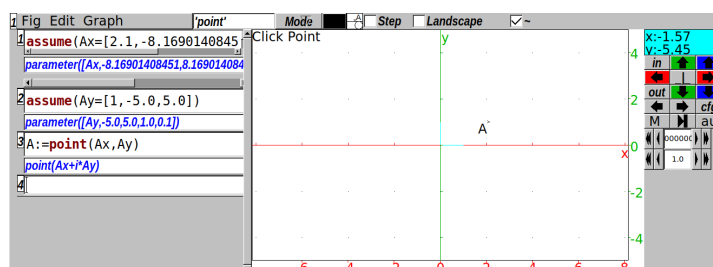 1 Fig Edit Graph 'point' Mode Step Landscape ~
1 assume(Ax=[2.1,-8.1690140845
parameter([Ax,-8.16901408451,8.169014084
2 assume(Ay=[1,-5.0,5.0])
parameter([Ay,-5.0,5.0,1.0,0.1])
3 A:=point(Ax,Ay)
point(Ax+i*Ay)
4
Click Point
y
4
2
A
0
x
-2
-4
-6 -4 -2 0 2 4 6 8
x:-1.57
y:-5.45
in
out
cfg
M au
000000
1.0